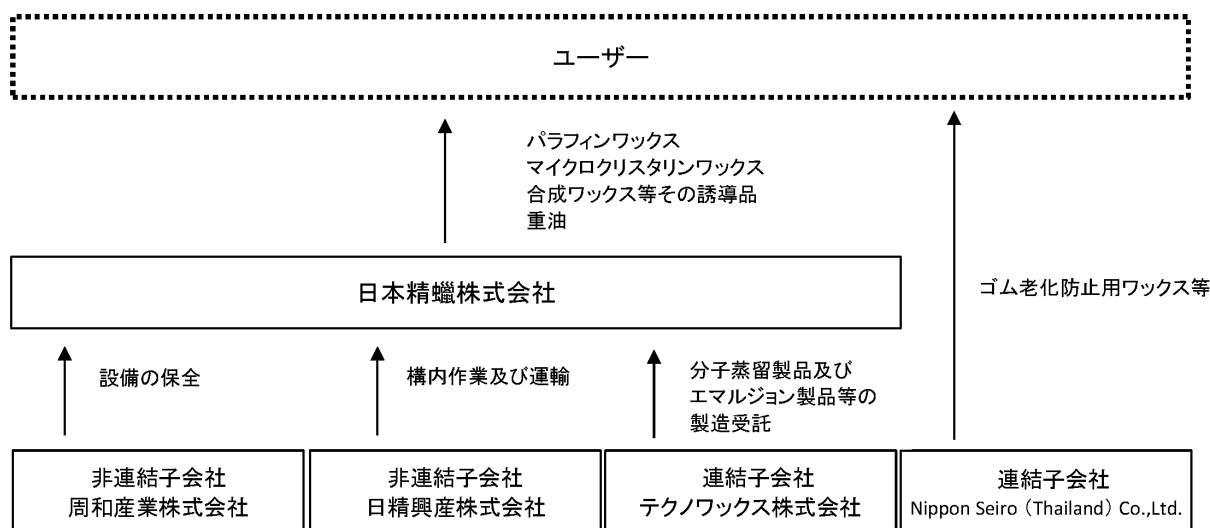 ユーザー
パラフィンワックス
マイクロクリスタリンワックス
合成ワックス等その誘導品
重油
日本精蠟株式会社
ゴム老化防止用ワックス等
設備の保全
構内作業及び運輸
分子蒸留製品及び
エマルジョン製品等の
製造受託
非連結子会社
周和産業株式会社
非連結子会社
日精興産株式会社
連結子会社
テクノワックス株式会社
連結子会社
Nippon Seiro (Thailand) Co.,Ltd.